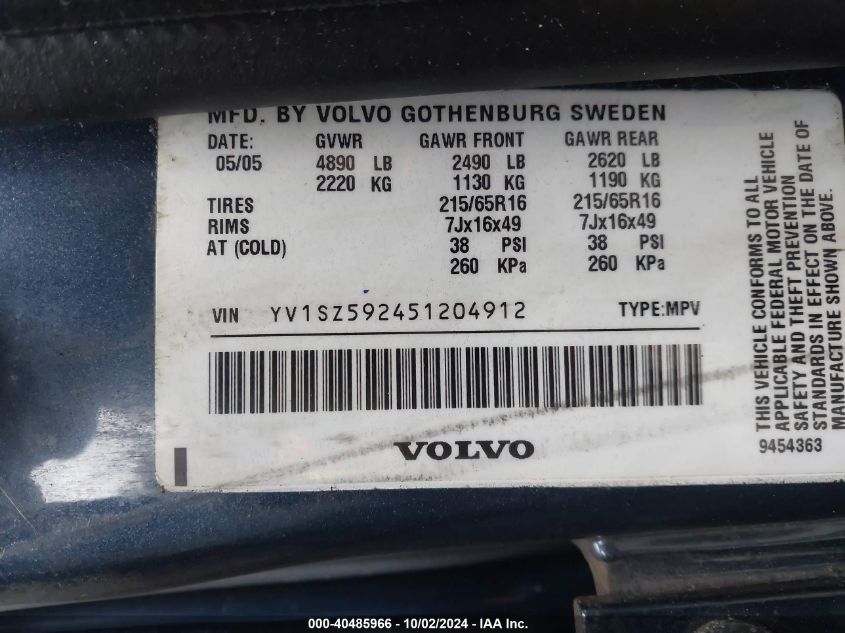 MFD. BY VOLVO GOTHENBURG SWEDEN
DATE: GVWR GAWR FRONT GAWR REAR
05/05 4890 LB 2490 LB 2620 LB
2220 KG 1130 KG 1190 KG
TIRES 215/65R16 215/65R16
RIMS 7Jx16x49 7Jx16x49
AT (COLD) 38 PSI 38 PSI
260 KPa 260 KPa
VIN YV1SZ592451204912 TYPE:MPV
VOLVO
THIS VEHICLE CONFORMS TO ALL
APPLICABLE FEDERAL MOTOR VEHICLE
SAFETY AND THEFT PREVENTION
STANDARDS IN EFFECT ON THE DATE OF
MANUFACTURE SHOWN ABOVE.
9454363
000-40485966 - 10/02/2024 - IAA Inc.